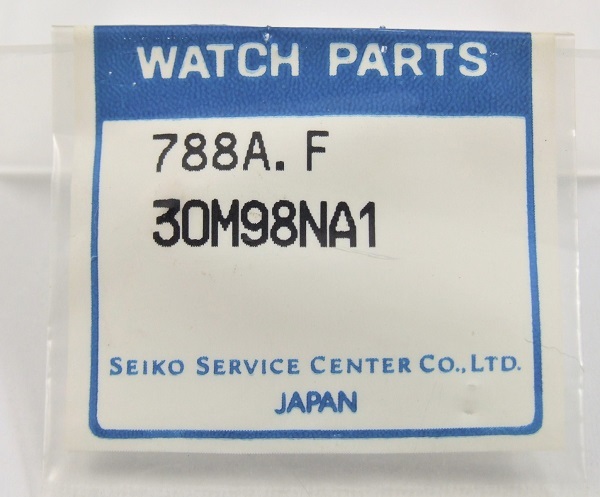 WATCH PARTS
788A. F
30M98NA1
SEIKO SERVICE CENTER CO., LTD.
JAPAN